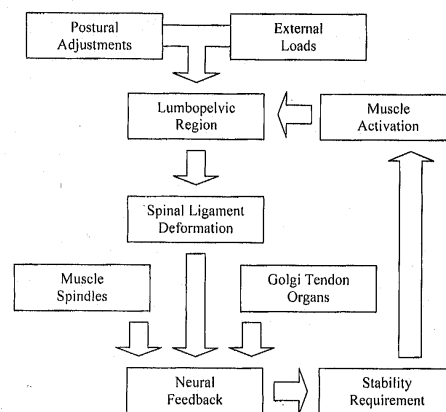 Postural
Adjustments
External
Loads
Lumbopelvic
Region
Muscle
Activation
Spinal Ligament
Deformation
Muscle
Spindles
Golgi Tendon
Organs
Neural
Feedback
Stability
Requirement